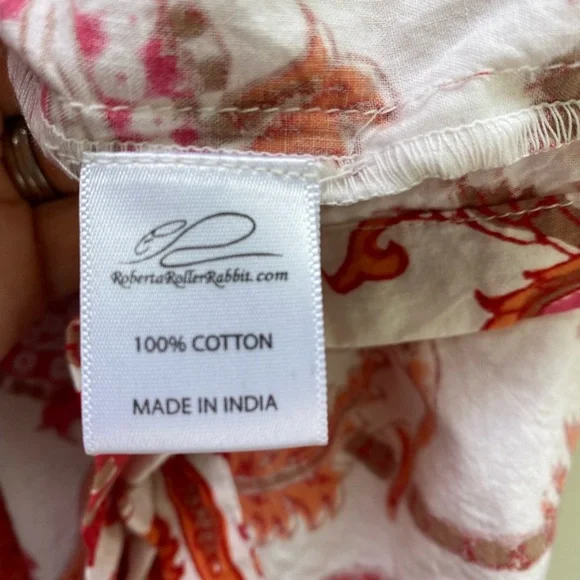 RobertaRollerRabbit.com
100% COTTON
MADE IN INDIA